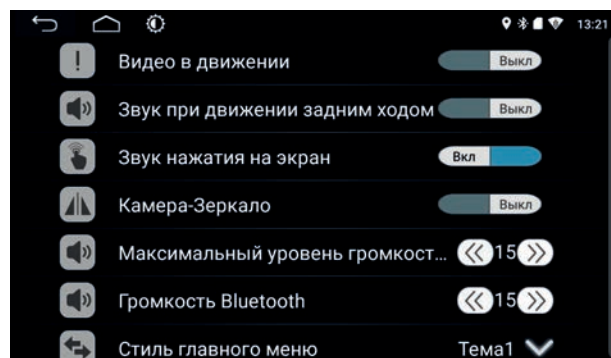 13:21
Видео в движении Выкл
Звук при движении задним ходом Выкл
Звук нажатия на экран Вкл
Камера-Зеркало Выкл
Максимальный уровень громкост... 15
Громкость Bluetooth 15
Стиль главного меню Тема1